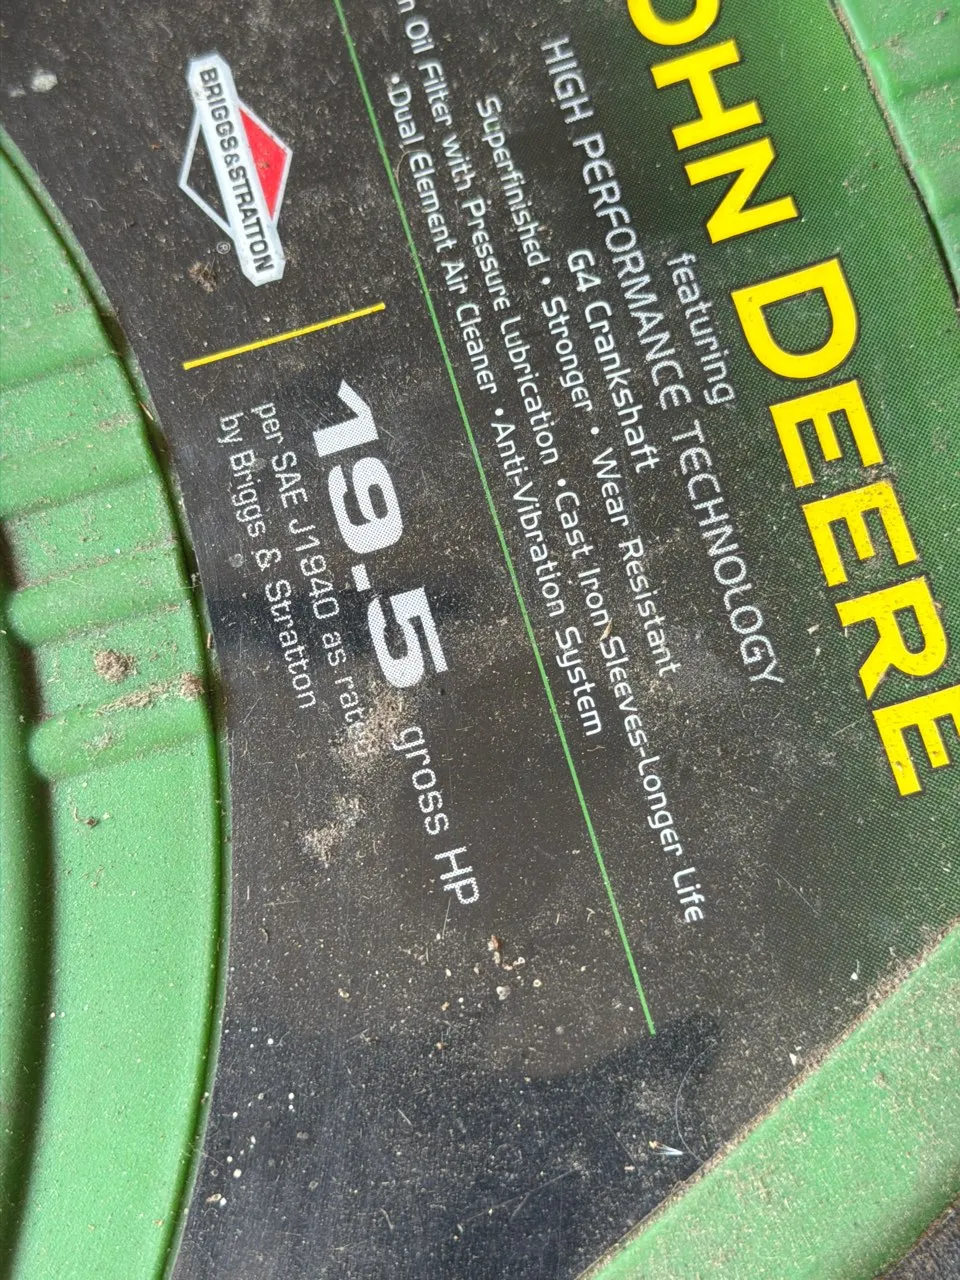 OHN DEERE
featuring
HIGH PERFORMANCE TECHNOLOGY
G4 Crankshaft
Superfinished • Stronger • Wear Resistant
n Oil Filter with Pressure Lubrication • Cast Iron Sleeves-Longer Life
•Dual Element Air Cleaner • Anti-Vibration System
BRIGGS&STRATTON®
19.5 gross HP
per SAE J1940 as
by Briggs & Stratton